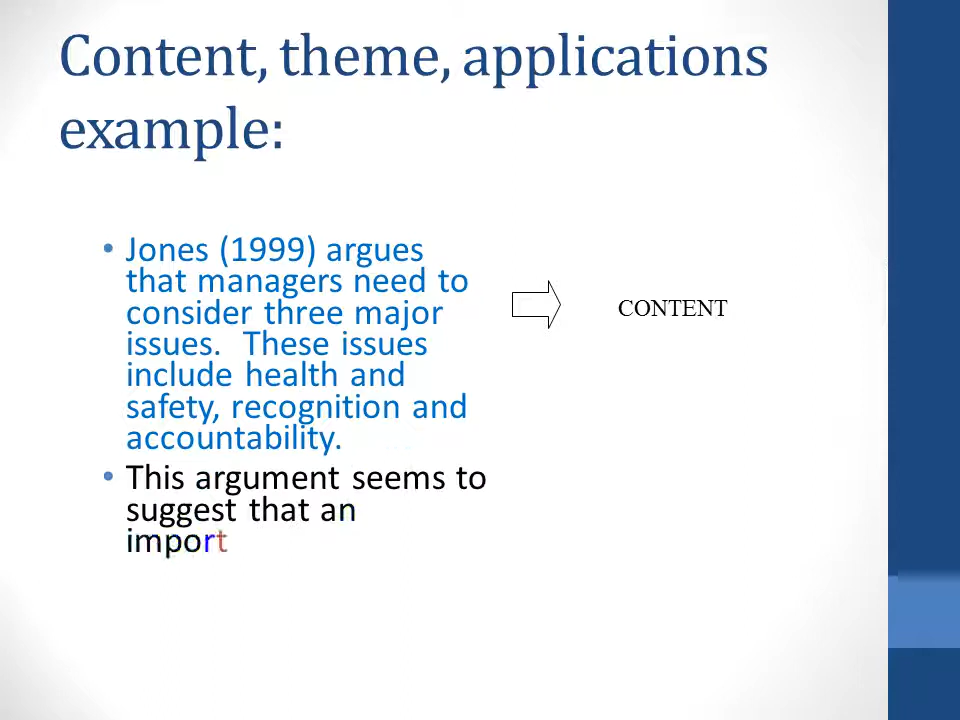 Content, theme, applications
example:
• Jones (1999) argues
that managers need to
consider three major
issues.  These issues
include health and
safety, recognition and
accountability.
CONTENT
• This argument seems to
suggest that an
import